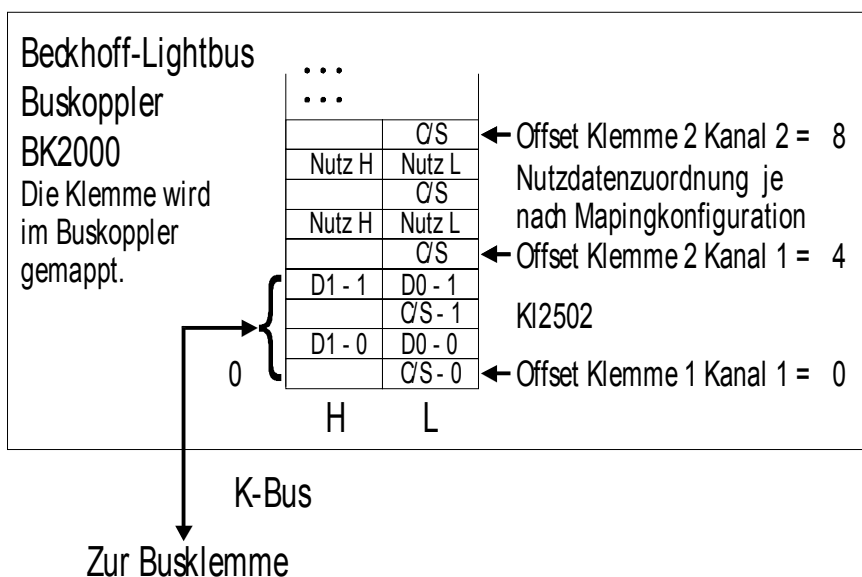 Beckhoff-Lightbus
Buskoppler
BK2000
Die Klemme wird
im Buskoppler
gemappt.
• • •
• • •
C/S
Nutz H Nutz L
C/S
Nutz H Nutz L
C/S
D1 - 1 D0 - 1
C/S - 1
D1 - 0 D0 - 0
0 C/S - 0
H L
Offset Klemme 2 Kanal 2 = 8
Nutzdatenzuordnung je
nach Mapingkonfiguration
Offset Klemme 2 Kanal 1 = 4
Kl2502
Offset Klemme 1 Kanal 1 = 0
K-Bus
Zur Busklemme